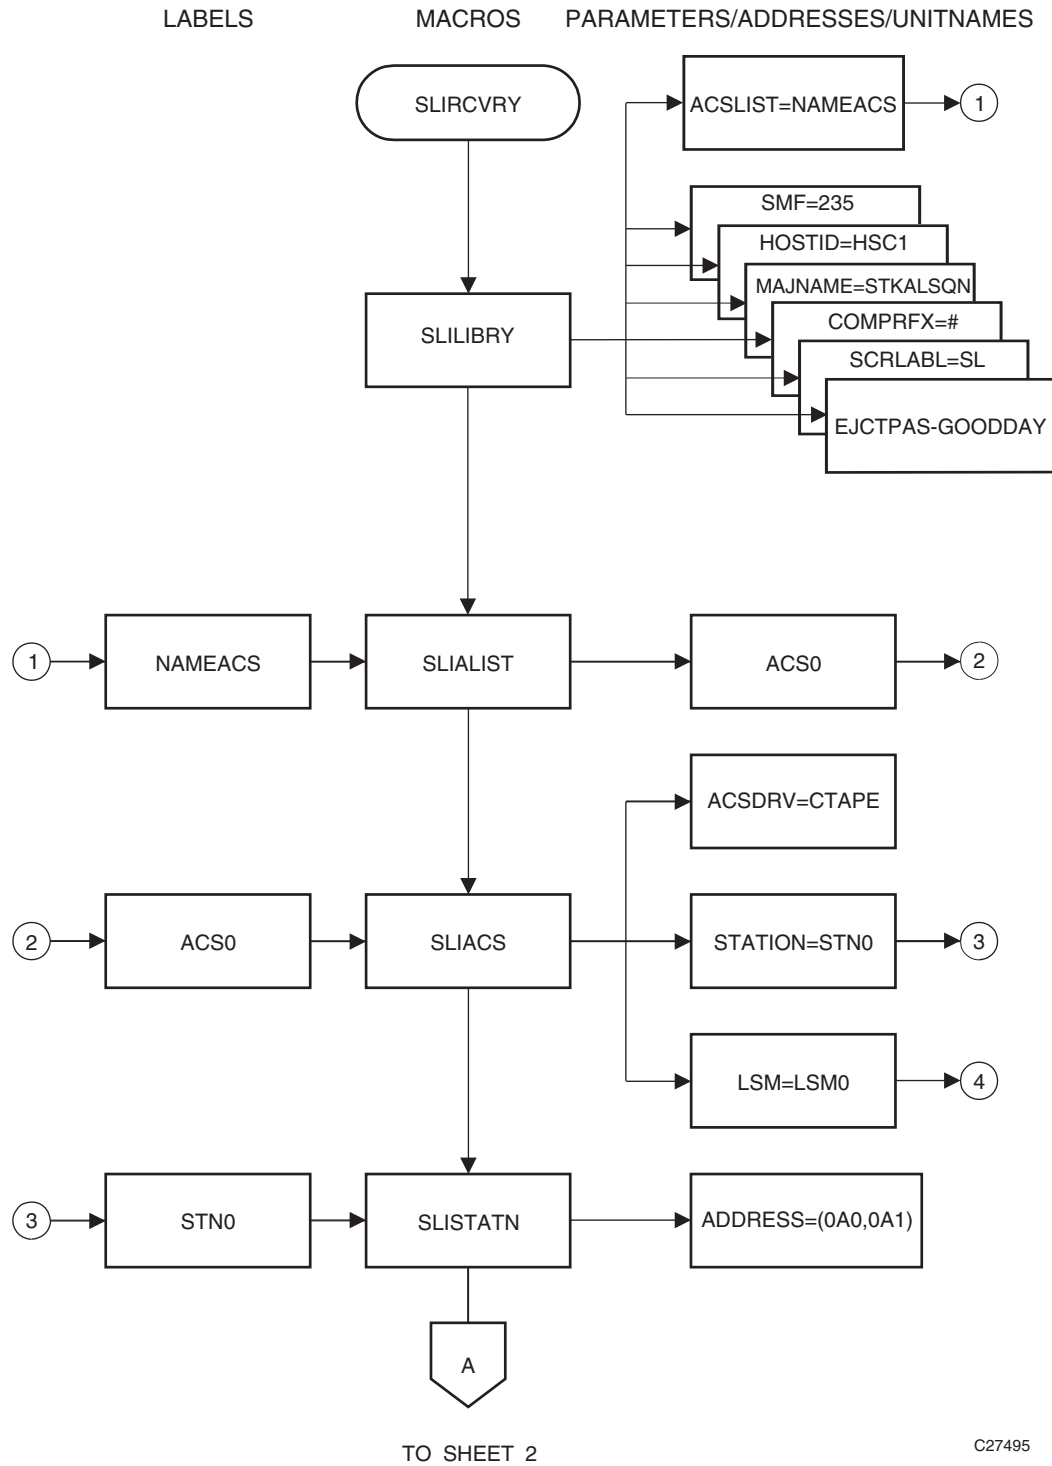 LABELS MACROS PARAMETERS/ADDRESSES/UNITNAMES
SLIRCVRY
ACSLIST=NAMEACS
1
SMF=235
HOSTID=HSC1
MAJNAME=STKALSQN
COMPRFX=#
SCRLABL=SL
EJCTPAS-GOODDAY
SLILIBRY
1
NAMEACS
SLIALIST
ACS0
2
ACSDRV=CTAPE
2
ACS0
SLIACS
STATION=STN0
3
LSM=LSM0
4
3
STN0
SLISTATN
ADDRESS=(0A0,0A1)
A
TO SHEET 2
C27495